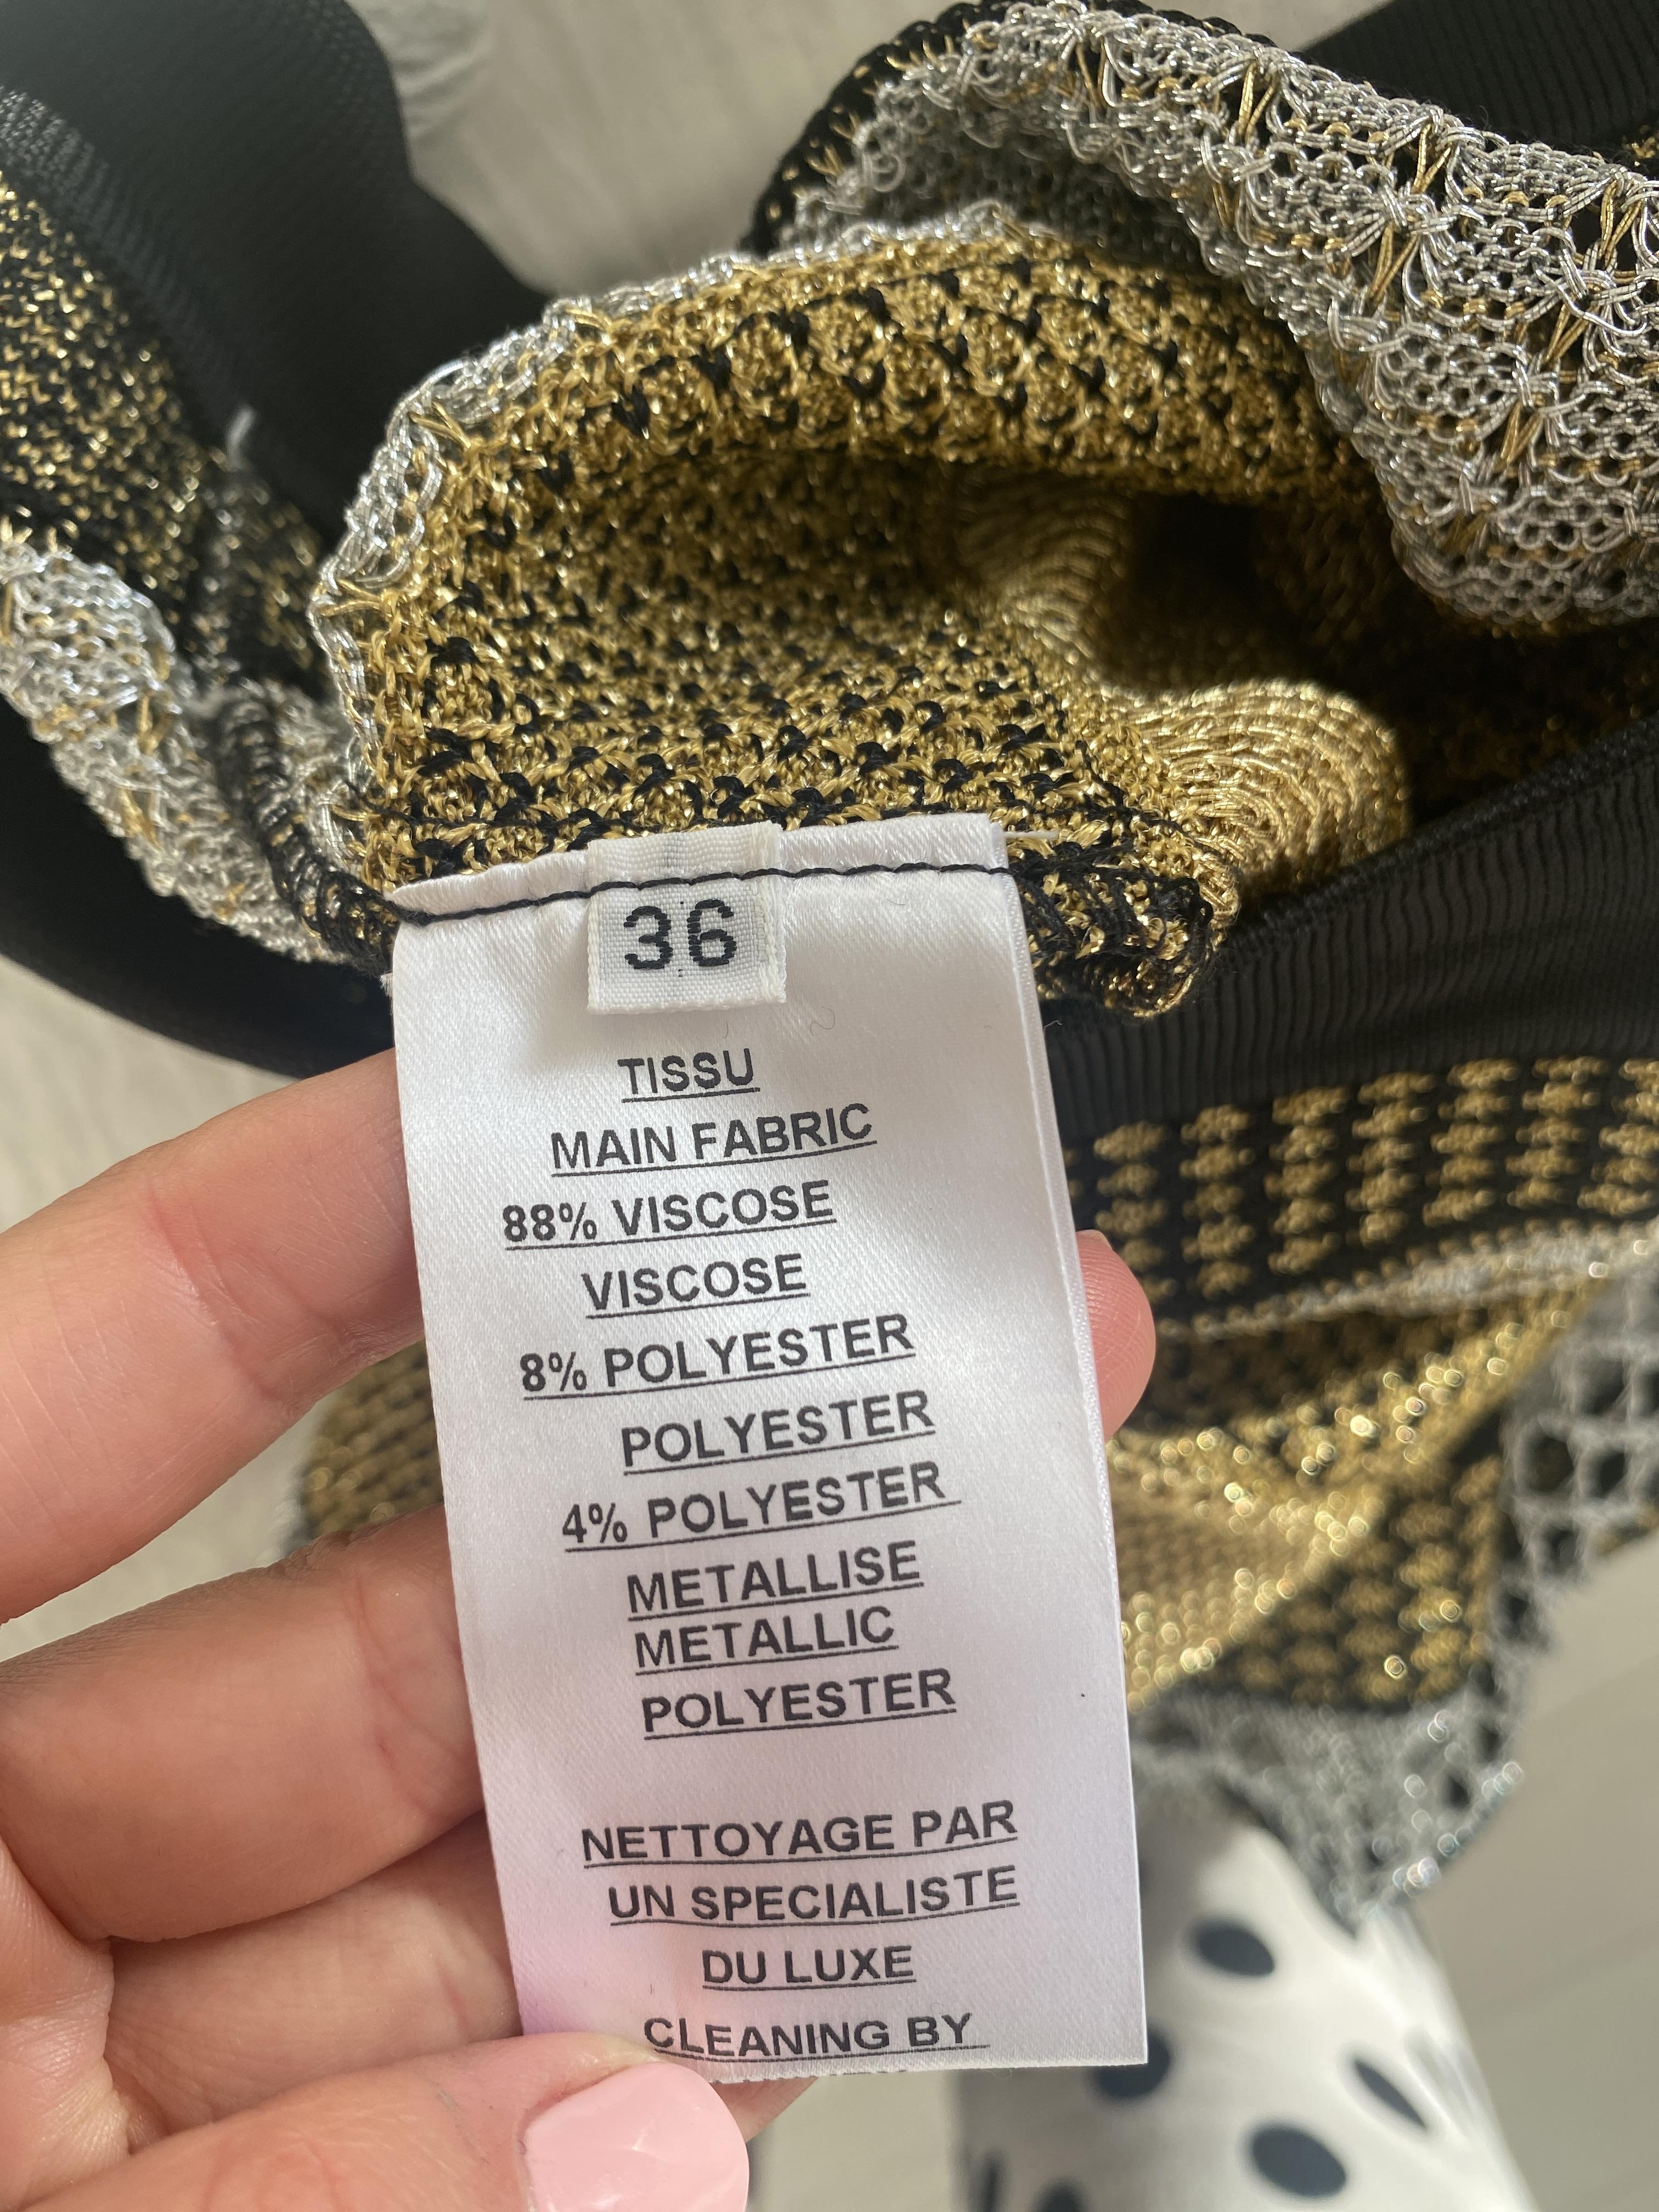 36
TISSU
MAIN FABRIC
88% VISCOSE
VISCOSE
8% POLYESTER
POLYESTER
4% POLYESTER
METALLISE
METALLIC
POLYESTER
NETTOYAGE PAR
UN SPECIALISTE
DU LUXE
CLEANING BY